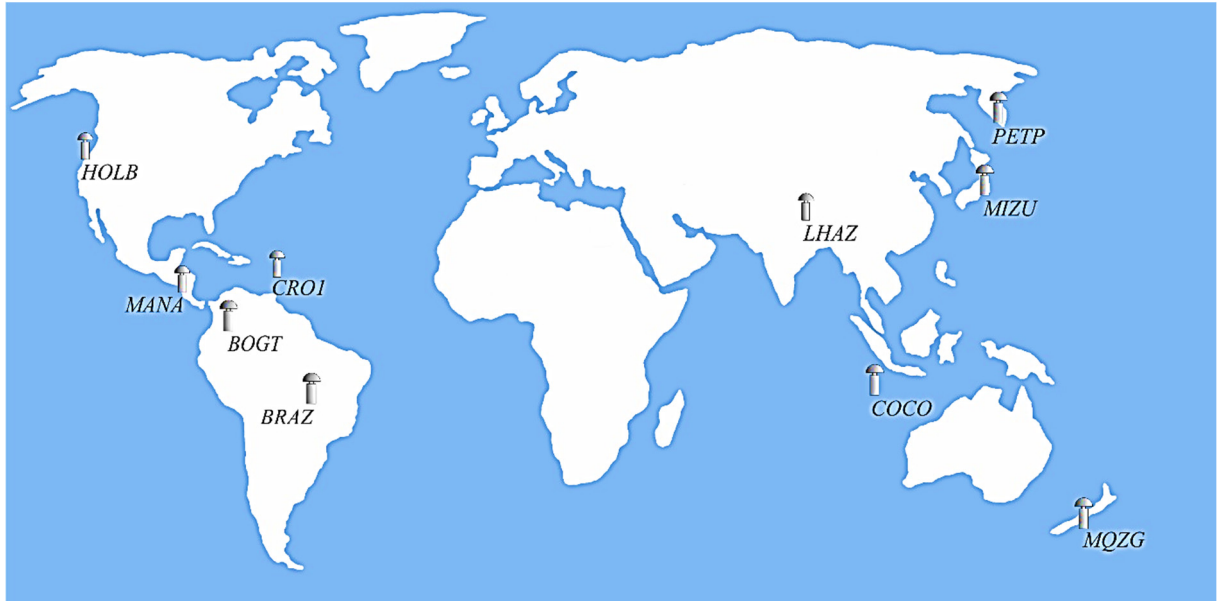 PETP
HOLB
MIZU
LHAZ
CRO1
MANA
BOGT
COCO
BRAZ
MQZG